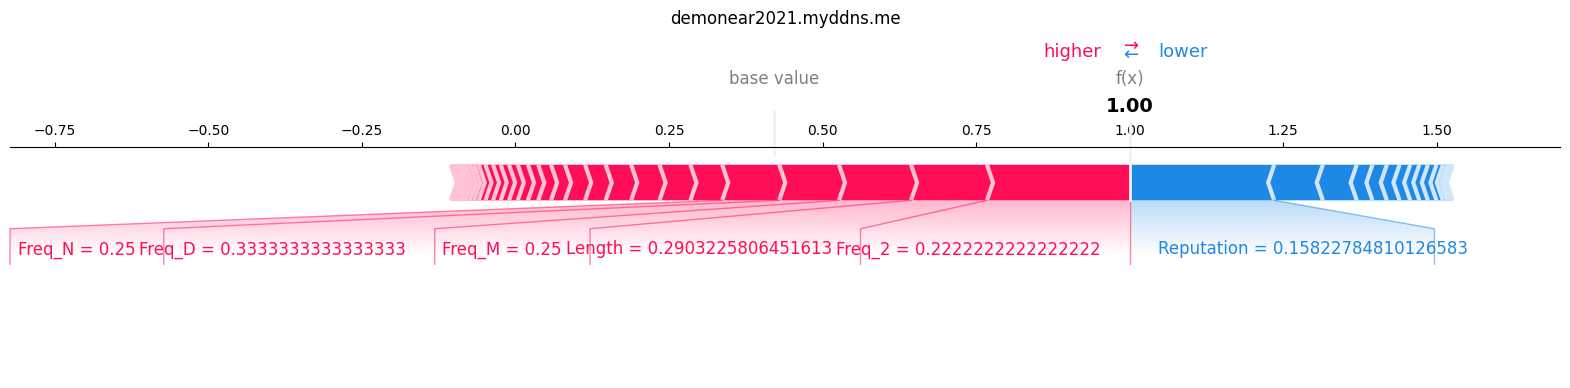 demonear2021.myddns.me
higher ⇄ lower
base value f(x)
1.00
−0.75 −0.50 −0.25 0.00 0.25 0.50 0.75 1.00 1.25 1.50
Freq_N = 0.25 Freq_D = 0.3333333333333333 Freq_M = 0.25 Length = 0.2903225806451613 Freq_2 = 0.2222222222222222 Reputation = 0.15822784810126583